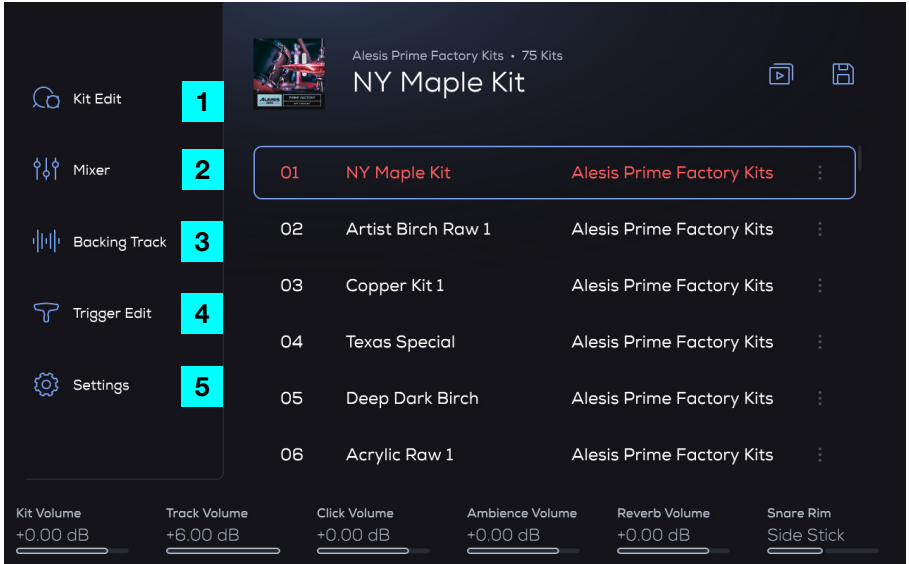 Alesis Prime Factory Kits • 75 Kits
NY Maple Kit
ALESIS
PRIME FACTORY
Kit Edit 1
Mixer 2
Backing Track 3
Trigger Edit 4
Settings 5
01 NY Maple Kit Alesis Prime Factory Kits
02 Artist Birch Raw 1 Alesis Prime Factory Kits
03 Copper Kit 1 Alesis Prime Factory Kits
04 Texas Special Alesis Prime Factory Kits
05 Deep Dark Birch Alesis Prime Factory Kits
06 Acrylic Raw 1 Alesis Prime Factory Kits
Kit Volume Track Volume Click Volume Ambience Volume Reverb Volume Snare Rim
+0.00 dB +6.00 dB +0.00 dB +0.00 dB +0.00 dB Side Stick